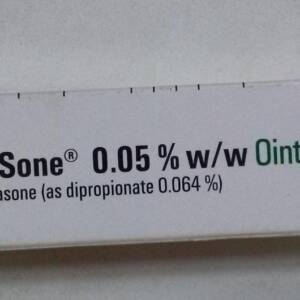 Sone® 0.05 % w/w Oint
asone (as dipropionate 0.064 %)